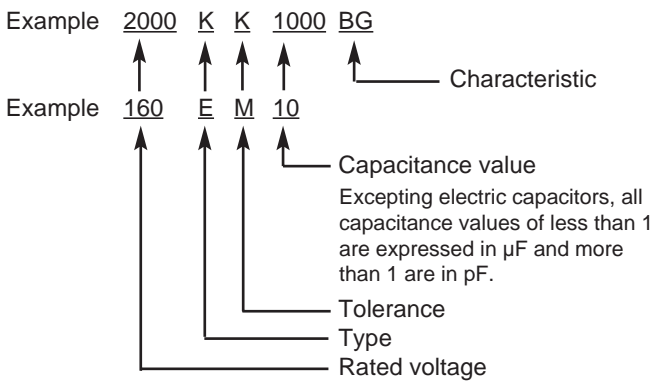 Example 2000 K K 1000 BG
Characteristic
Example 160 E M 10
Capacitance value
Excepting electric capacitors, all
capacitance values of less than 1
are expressed in µF and more
than 1 are in pF.
Tolerance
Type
Rated voltage